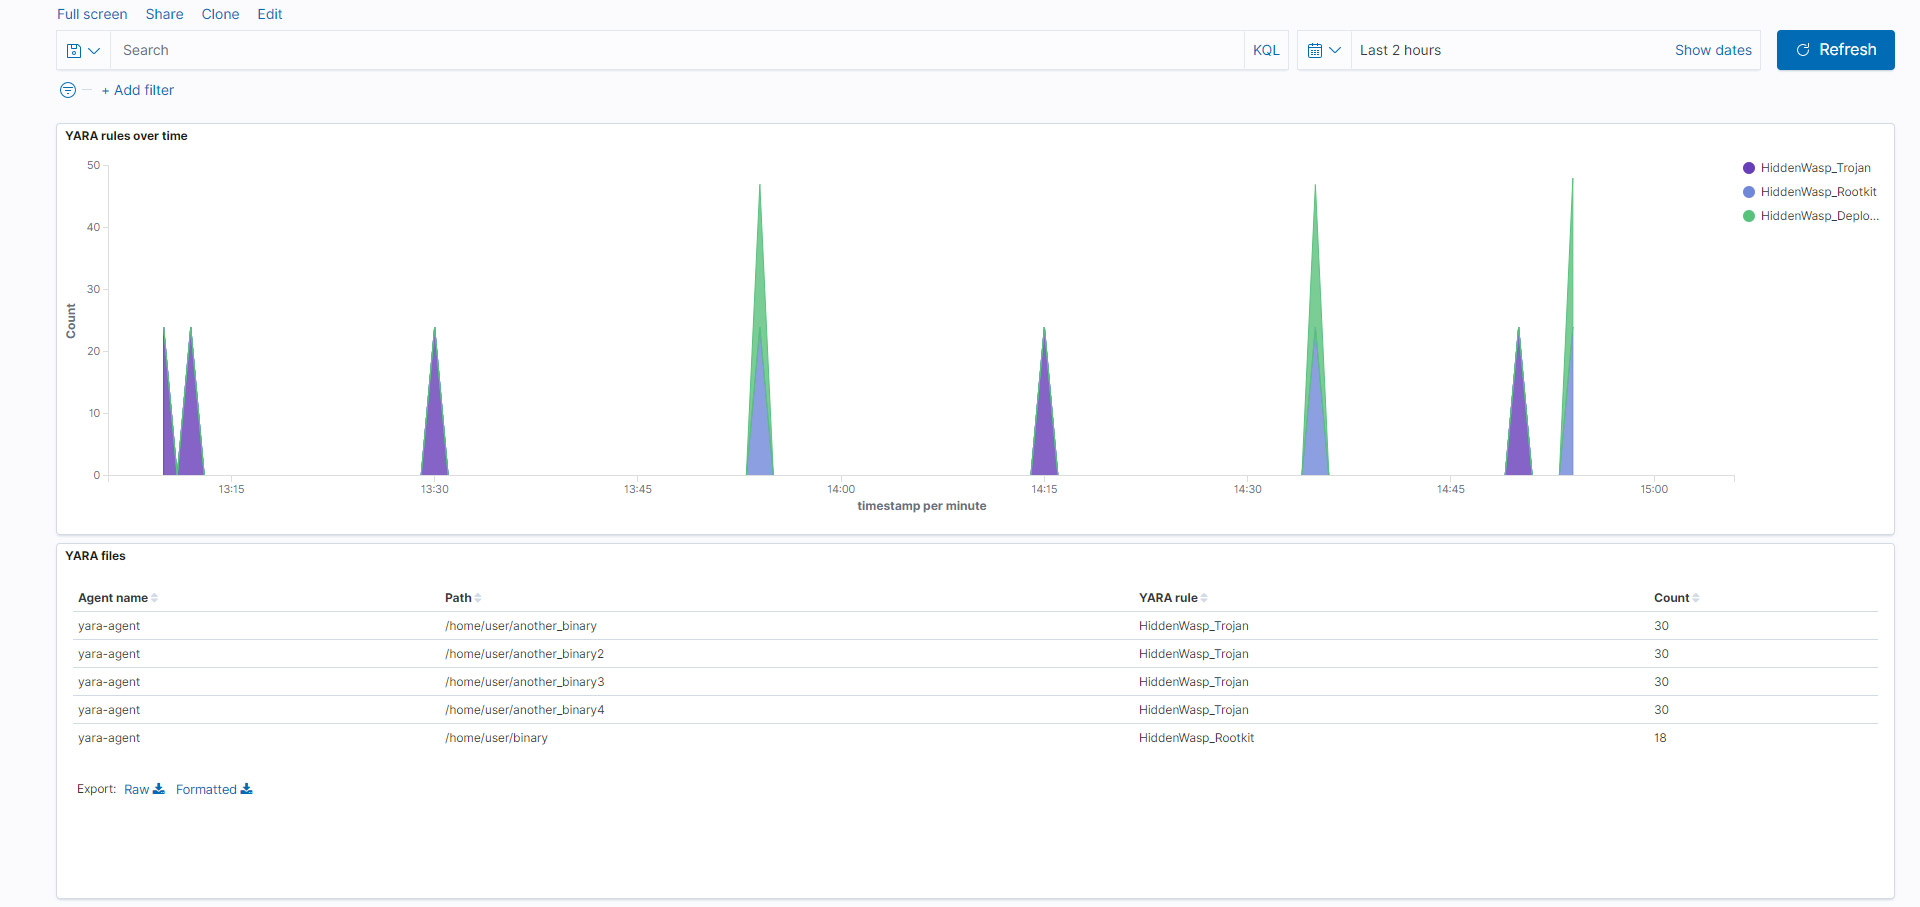 Full screen Share Clone Edit
Search KQL Last 2 hours Show dates Refresh
+ Add filter
YARA rules over time
50
40
30
20
10
0
Count
13:15 13:30 13:45 14:00 14:15 14:30 14:45 15:00
timestamp per minute
HiddenWasp_Trojan
HiddenWasp_Rootkit
HiddenWasp_Deplo...
YARA files
Agent name Path YARA rule Count
yara-agent /home/user/another_binary HiddenWasp_Trojan 30
yara-agent /home/user/another_binary2 HiddenWasp_Trojan 30
yara-agent /home/user/another_binary3 HiddenWasp_Trojan 30
yara-agent /home/user/another_binary4 HiddenWasp_Trojan 30
yara-agent /home/user/binary HiddenWasp_Rootkit 18
Export: Raw Formatted